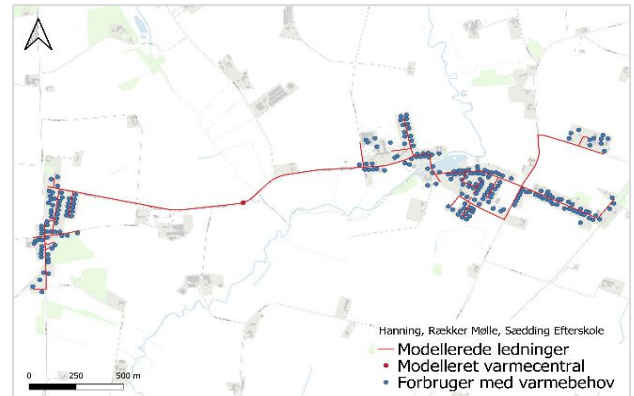 Hanning, Rækker Mølle, Sædding Efterskole
Modellerede ledninger
Modelleret varmecentral
Forbruger med varmebehov
0 250 500 m